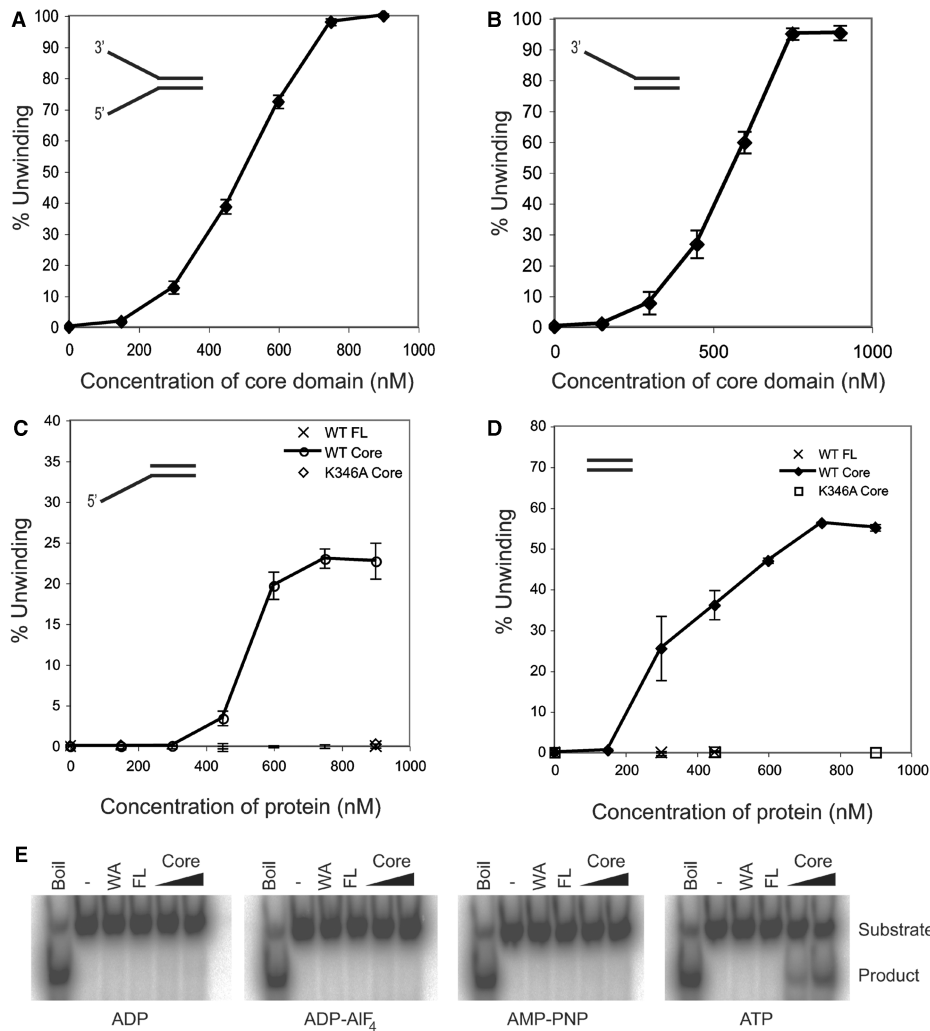 A
100
90
80
70
60
50
40
30
20
10
0
% Unwinding
3’
5’
0 200 400 600 800 1000
Concentration of core domain (nM)
B
100
90
80
70
60
50
40
30
20
10
0
% Unwinding
3’
0 500 1000
Concentration of core domain (nM)
C
40
35
30
25
20
15
10
5
0
% Unwinding
WT FL
WT Core
K346A Core
5’
0 200 400 600 800 1000
Concentration of protein (nM)
D
80
70
60
50
40
30
20
10
0
% Unwinding
WT FL
WT Core
K346A Core
0 200 400 600 800 1000
Concentration of protein (nM)
E
Boil - WA FL Core
Boil - WA FL Core
Boil - WA FL Core
Boil - WA FL Core
Substrate
Product
ADP ADP-AlF4 AMP-PNP ATP